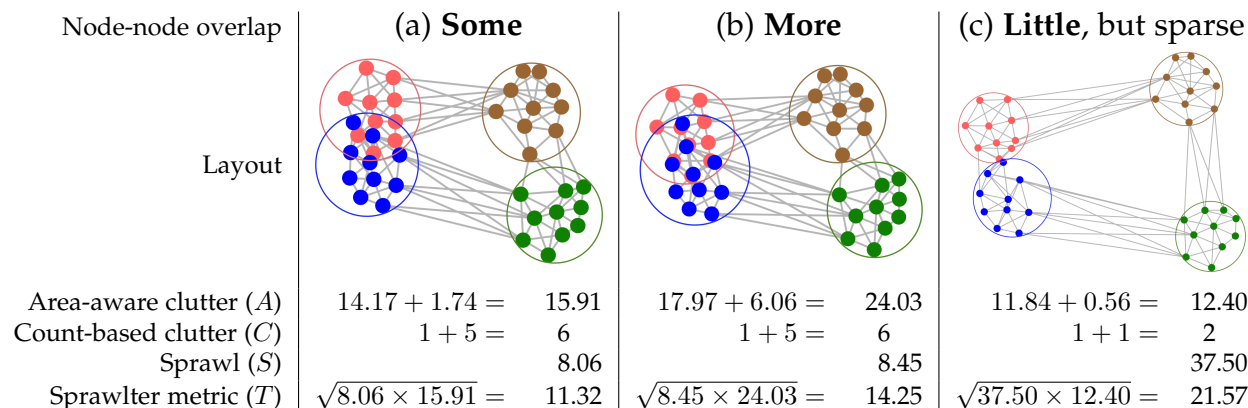 Node-node overlap (a) Some (b) More (c) Little, but sparse
Layout
Area-aware clutter (A) 14.17 + 1.74 = 15.91 17.97 + 6.06 = 24.03 11.84 + 0.56 = 12.40
Count-based clutter (C) 1 + 5 = 6 1 + 5 = 6 1 + 1 = 2
Sprawl (S) 8.06 8.45 37.50
Sprawlter metric (T) √8.06 × 15.91 = 11.32 √8.45 × 24.03 = 14.25 √37.50 × 12.40 = 21.57